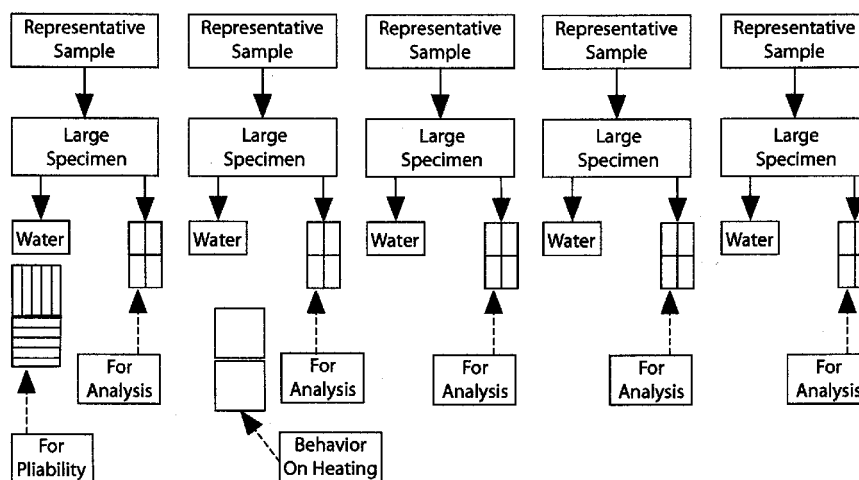 Representative
Sample
Representative
Sample
Representative
Sample
Representative
Sample
Representative
Sample
Large
Specimen
Large
Specimen
Large
Specimen
Large
Specimen
Large
Specimen
Water
Water
Water
Water
Water
For
Analysis
For
Analysis
For
Analysis
For
Analysis
For
Analysis
For
Pliability
Behavior
On Heating